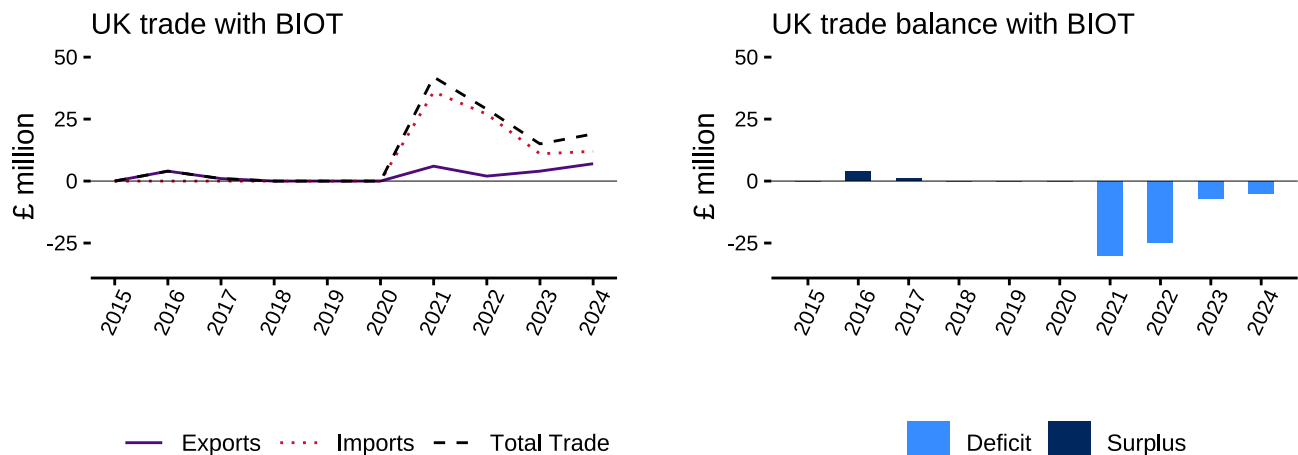 UK trade with BIOT
£ million
50
25
0
-25
2015 2016 2017 2018 2019 2020 2021 2022 2023 2024
Exports Imports Total Trade
UK trade balance with BIOT
£ million
50
25
0
-25
2015 2016 2017 2018 2019 2020 2021 2022 2023 2024
Deficit Surplus